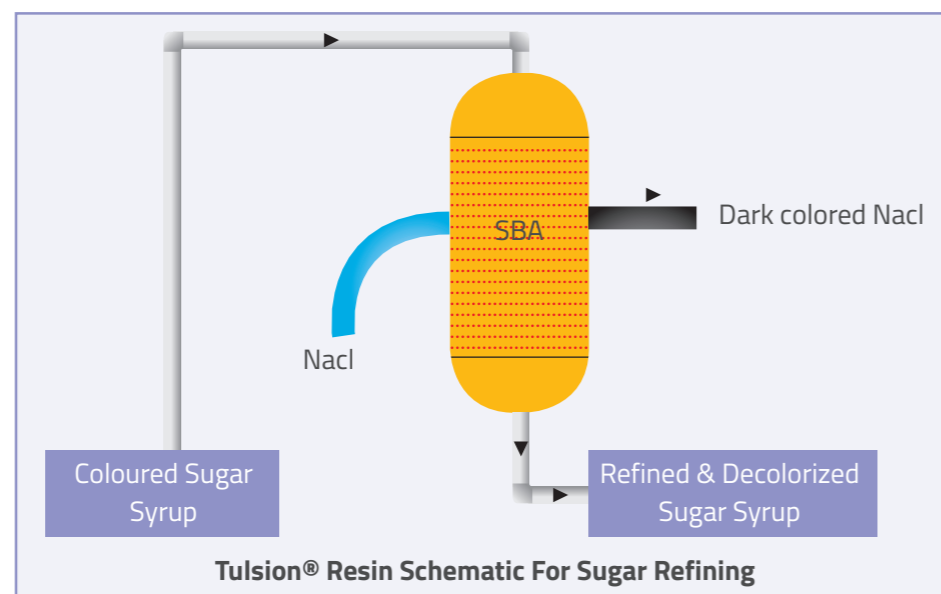 SBA
Dark colored Nacl
Nacl
Coloured Sugar
Syrup
Refined & Decolorized
Sugar Syrup
Tulsion® Resin Schematic For Sugar Refining